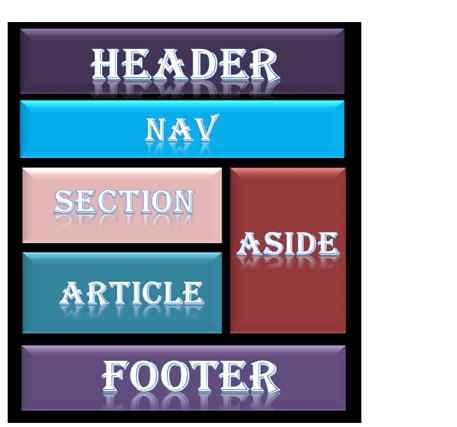 HEADER
NAV
SECTION
ASIDE
ARTICLE
FOOTER